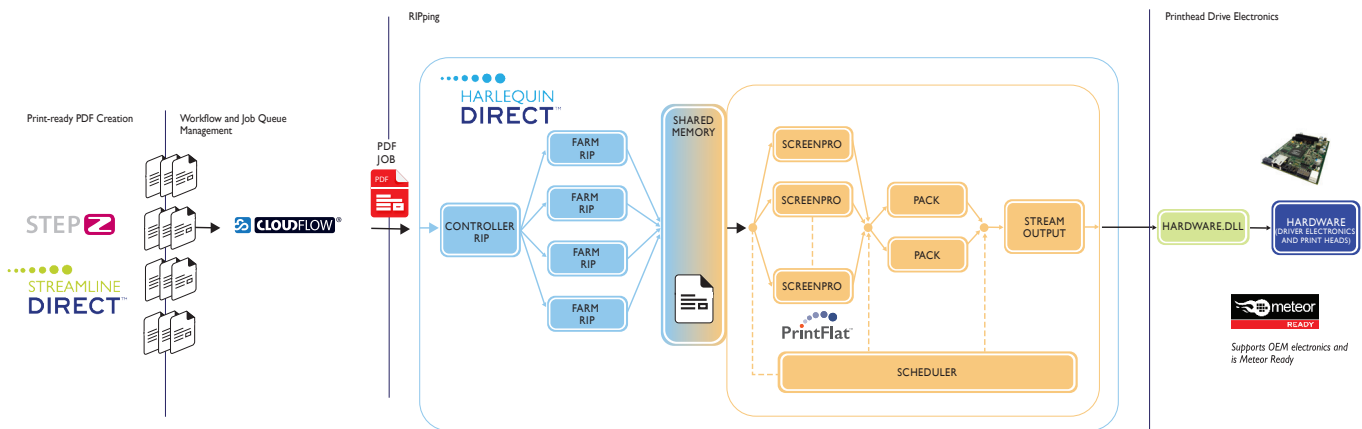 RIPping
Printhead Drive Electronics
Print-ready PDF Creation
Workflow and Job Queue
Management
STEP Z
STREAMLINE
DIRECT™
CLOUDFLOW®
PDF
JOB
PDF
HARLEQUIN
DIRECT™
CONTROLLER
RIP
FARM
RIP
FARM
RIP
FARM
RIP
FARM
RIP
SHARED
MEMORY
SCREENPRO
SCREENPRO
SCREENPRO
PrintFlat™
PACK
PACK
STREAM
OUTPUT
SCHEDULER
HARDWARE.DLL
HARDWARE
(DRIVER ELECTRONICS
AND PRINT HEADS)
meteor
READY
Supports OEM electronics and
is Meteor Ready